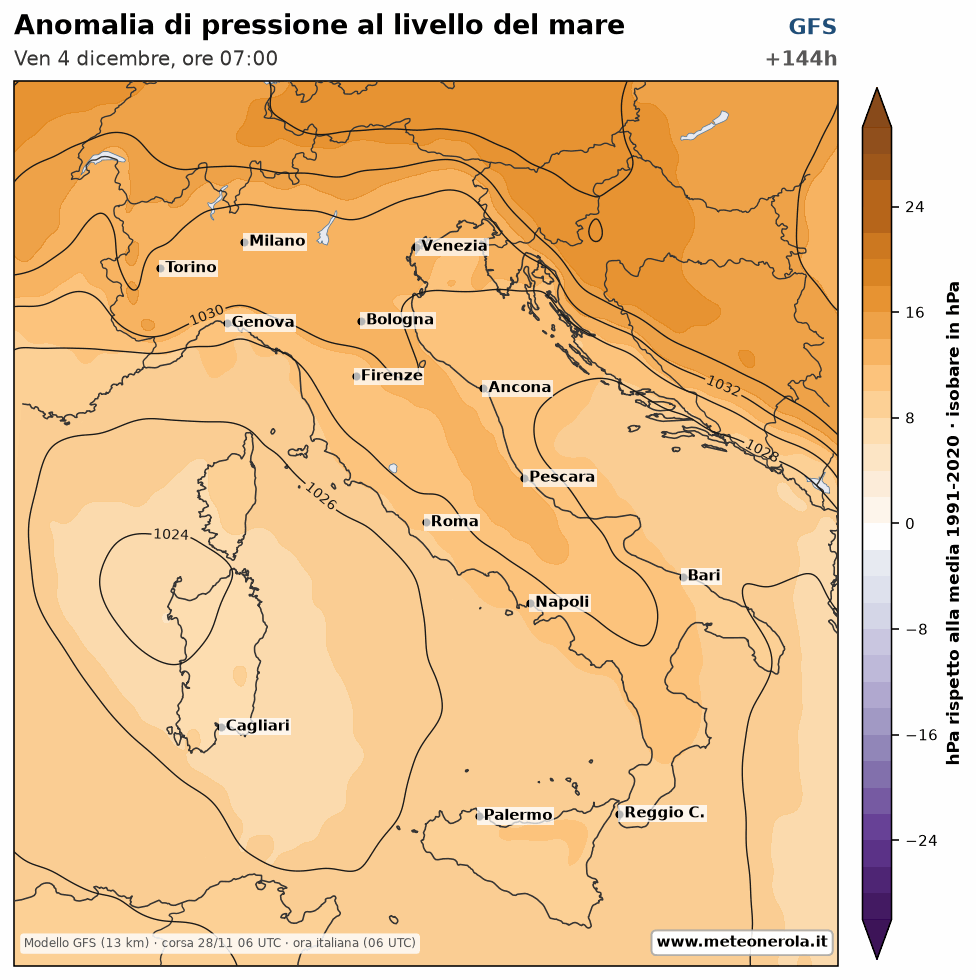 Anomalia di pressione al livello del mare
GFS
Ven 4 dicembre, ore 07:00
+144h
Milano
Venezia
Torino
1030
Genova
Bologna
Firenze
Ancona
1032
1028
Pescara
1026
Roma
1024
Bari
Napoli
Cagliari
Palermo
Reggio C.
24
16
8
0
−8
−16
−24
hPa rispetto alla media 1991-2020 · isobare in hPa
Modello GFS (13 km) · corsa 28/11 06 UTC · ora italiana (06 UTC)
www.meteonerola.it